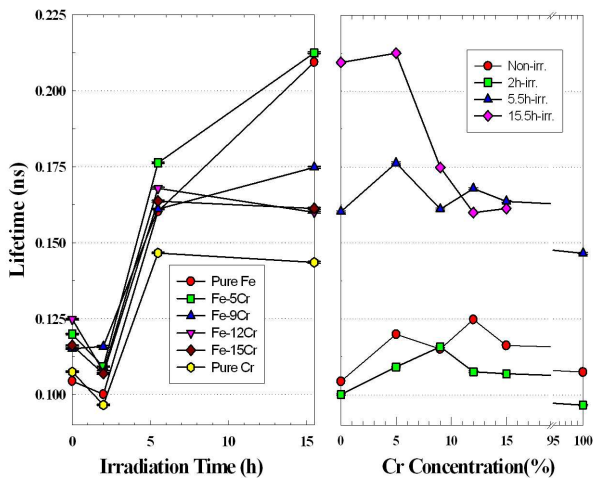 0.225
0.200
0.175
0.150
0.125
0.100
Lifetime (ns)
Pure Fe
Fe-5Cr
Fe-9Cr
Fe-12Cr
Fe-15Cr
Pure Cr
0 5 10 15
Irradiation Time (h)
Non-irr.
2h-irr.
5.5h-irr.
15.5h-irr.
0 5 10 15 95 100
Cr Concentration(%)